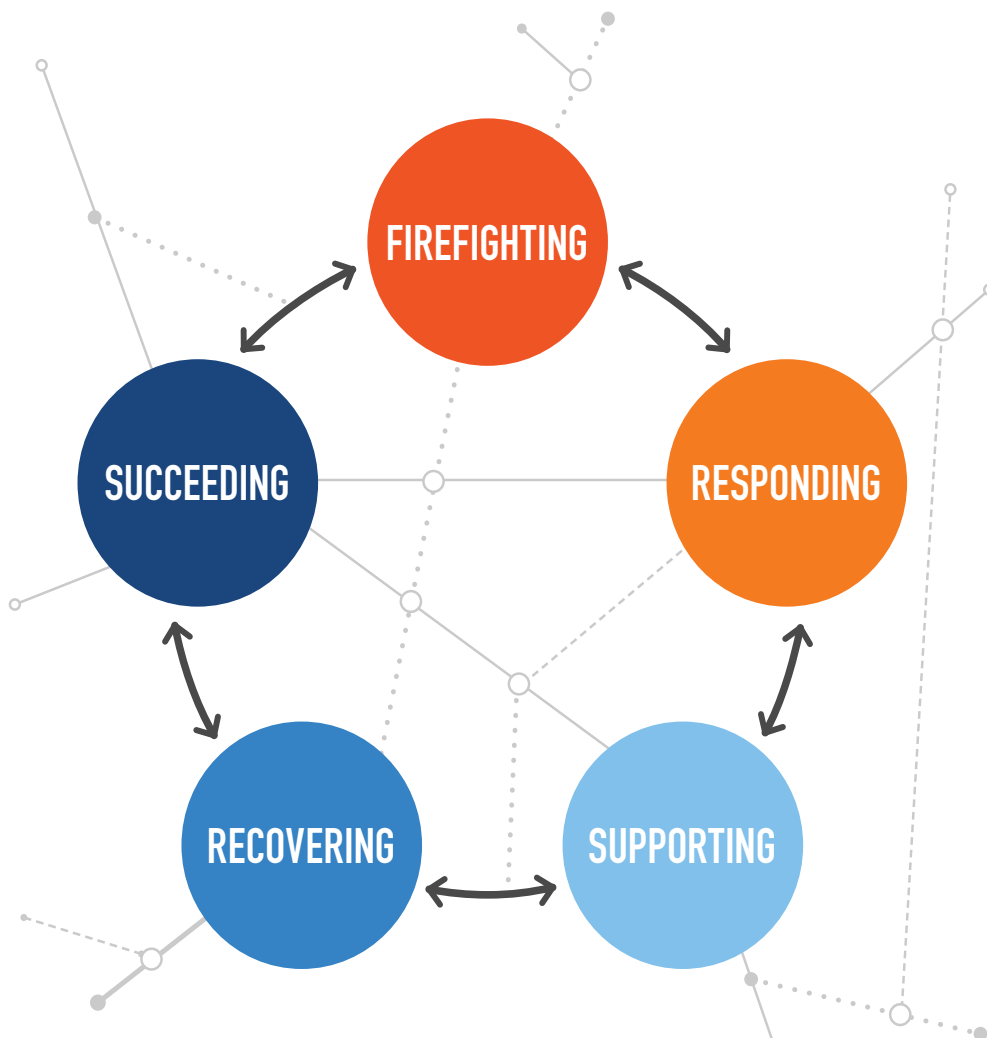 FIREFIGHTING
SUCCEEDING
RESPONDING
RECOVERING
SUPPORTING